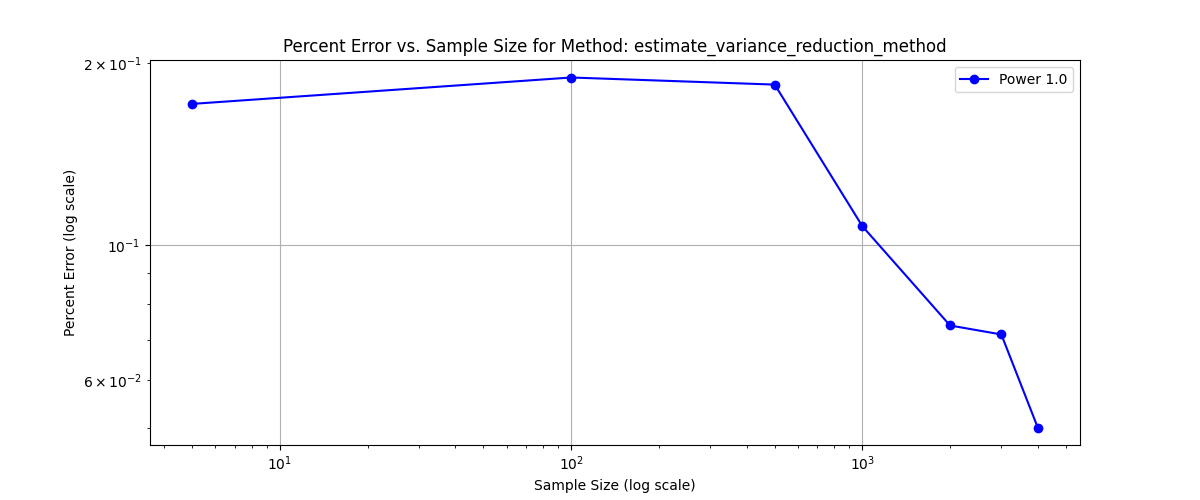 Percent Error vs. Sample Size for Method: estimate_variance_reduction_method
Power 1.0
Percent Error (log scale)
2 × 10⁻¹
10⁻¹
6 × 10⁻²
10¹ 10² 10³
Sample Size (log scale)